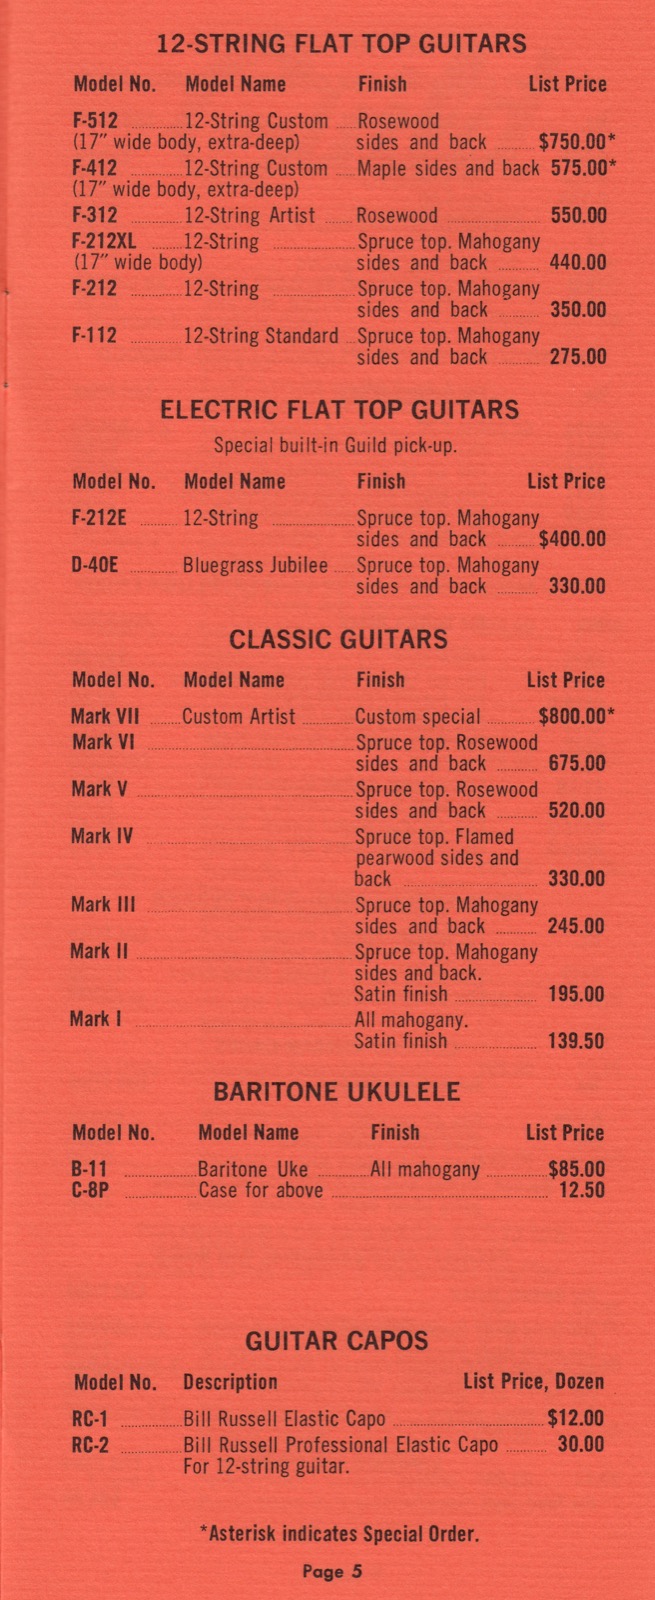 12-STRING FLAT TOP GUITARS
Model No. Model Name Finish List Price
F-512 12-String Custom Rosewood
(17″ wide body, extra-deep) sides and back $750.00*
F-412 12-String Custom Maple sides and back 575.00*
(17″ wide body, extra-deep)
F-312 12-String Artist Rosewood 550.00
F-212XL 12-String Spruce top. Mahogany
(17″ wide body) sides and back 440.00
F-212 12-String Spruce top. Mahogany
sides and back 350.00
F-112 12-String Standard Spruce top. Mahogany
sides and back 275.00
ELECTRIC FLAT TOP GUITARS
Special built-in Guild pick-up.
Model No. Model Name Finish List Price
F-212E 12-String Spruce top. Mahogany
sides and back $400.00
D-40E Bluegrass Jubilee Spruce top. Mahogany
sides and back 330.00
CLASSIC GUITARS
Model No. Model Name Finish List Price
Mark VII Custom Artist Custom special $800.00*
Mark VI Spruce top. Rosewood
sides and back 675.00
Mark V Spruce top. Rosewood
sides and back 520.00
Mark IV Spruce top. Flamed
pearwood sides and
back 330.00
Mark III Spruce top. Mahogany
sides and back 245.00
Mark II Spruce top. Mahogany
sides and back.
Satin finish 195.00
Mark I All mahogany.
Satin finish 139.50
BARITONE UKULELE
Model No. Model Name Finish List Price
B-11 Baritone Uke All mahogany $85.00
C-8P Case for above 12.50
GUITAR CAPOS
Model No. Description List Price, Dozen
RC-1 Bill Russell Elastic Capo $12.00
RC-2 Bill Russell Professional Elastic Capo 30.00
For 12-string guitar.
*Asterisk indicates Special Order.
Page 5